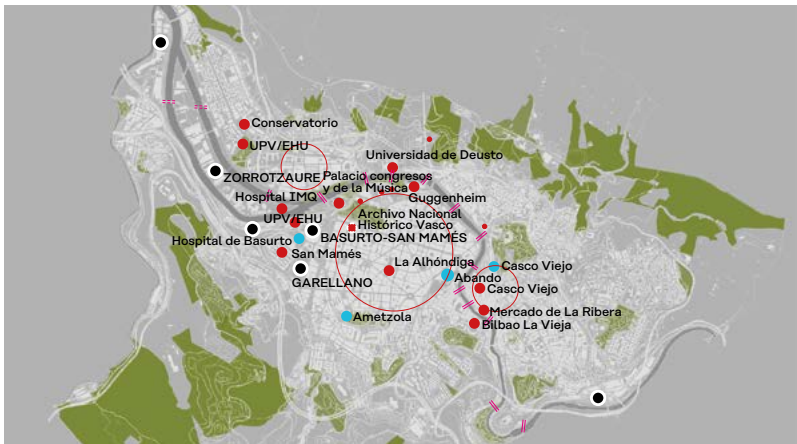 Conservatorio
UPV/EHU
Universidad de Deusto
ZORROTZAURRE
Palacio congresos
y de la Música
Hospital IMQ
Guggenheim
Archivo Nacional
Histórico Vasco
UPV/EHU
BASURTO-SAN MAMÉS
Hospital de Basurto
San Mamés
La Alhóndiga
Casco Viejo
Abando
GARELLANO
Casco Viejo
Mercado de La Ribera
Ametzola
Bilbao La Vieja